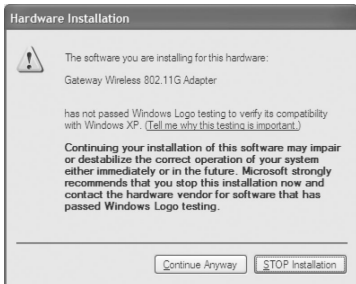 Hardware Installation
The software you are installing for this hardware:
Gateway Wireless 802.11G Adapter
has not passed Windows Logo testing to verify its compatibility
with Windows XP. (Tell me why this testing is important.)
Continuing your installation of this software may impair
or destabilize the correct operation of your system
either immediately or in the future. Microsoft strongly
recommends that you stop this installation now and
contact the hardware vendor for software that has
passed Windows Logo testing.
Continue Anyway
STOP Installation